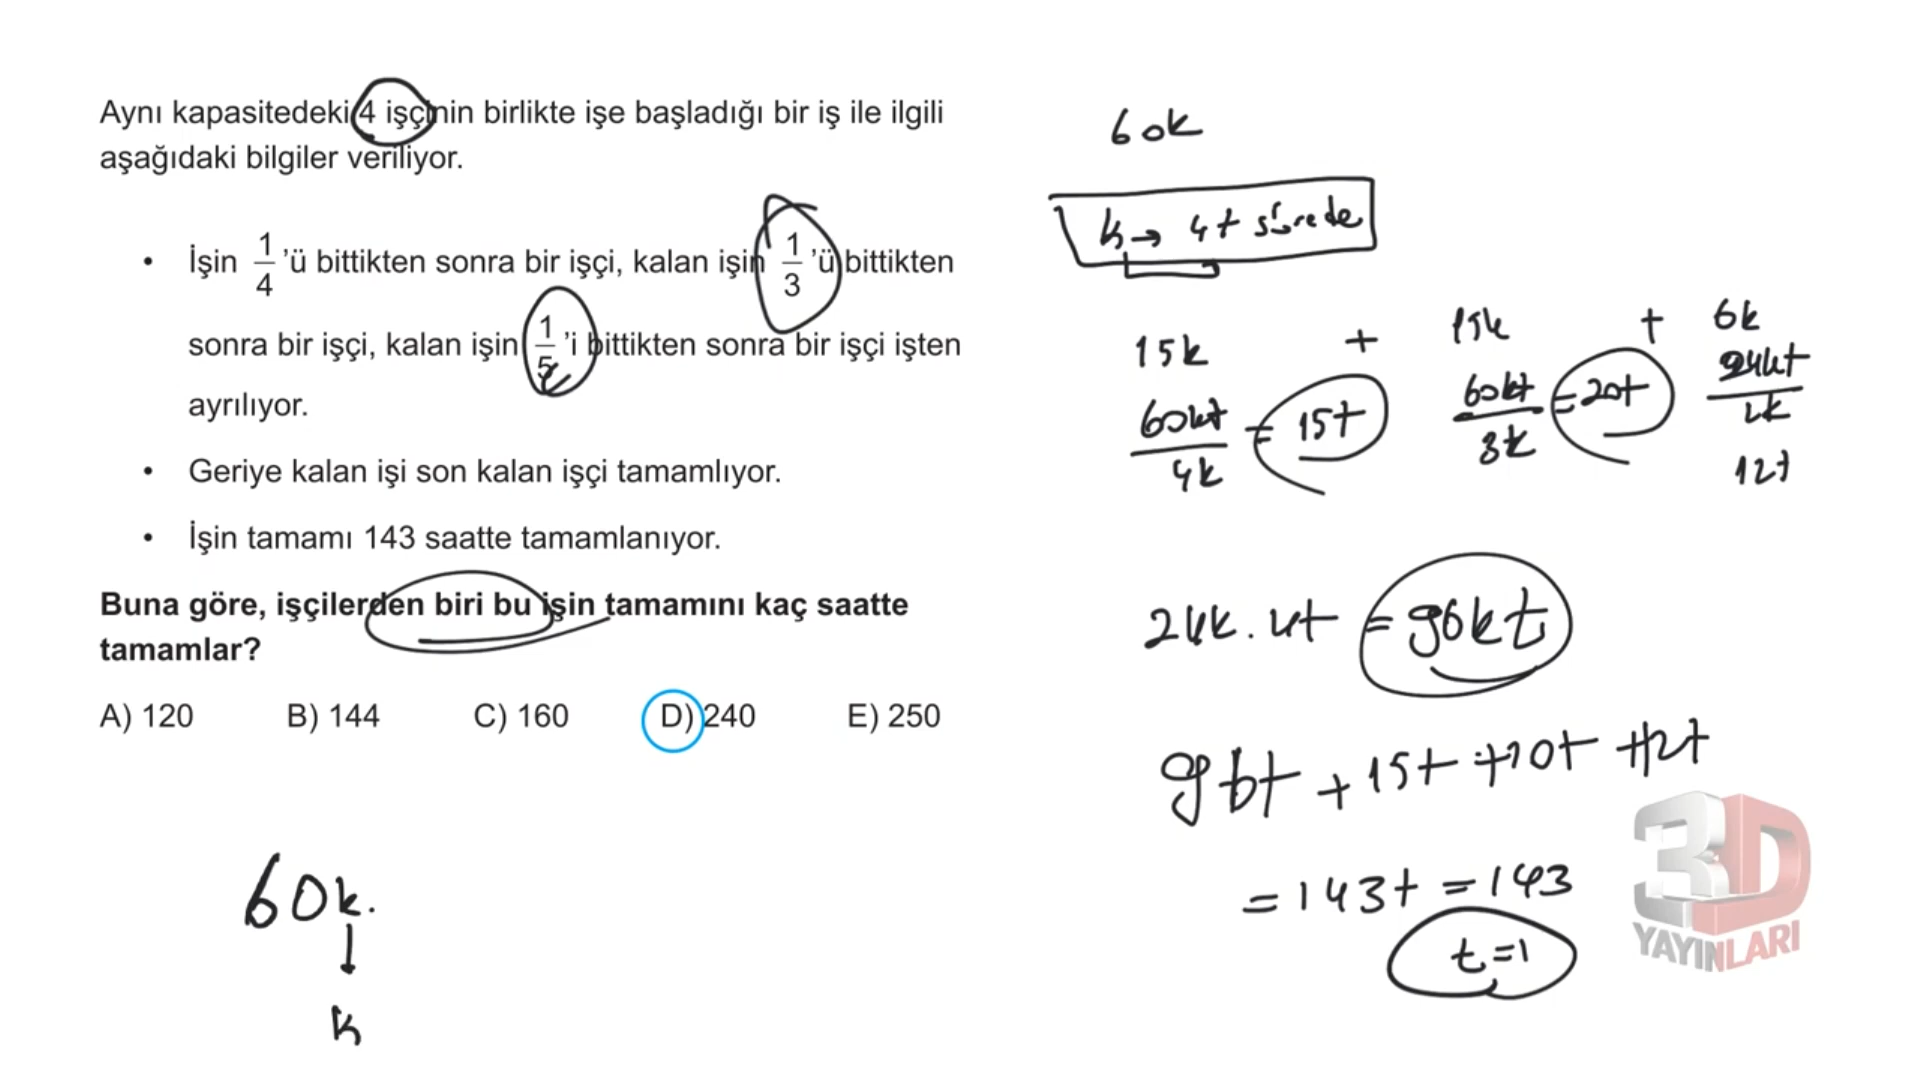 Aynı kapasitedeki 4 işçinin birlikte işe başladığı bir iş ile ilgili
aşağıdaki bilgiler veriliyor.
• İşin 1/4 'ü bittikten sonra bir işçi, kalan işin 1/3 'ü bittikten
sonra bir işçi, kalan işin 1/5 'i bittikten sonra bir işçi işten
ayrılıyor.
• Geriye kalan işi son kalan işçi tamamlıyor.
• İşin tamamı 143 saatte tamamlanıyor.
Buna göre, işçilerden biri bu işin tamamını kaç saatte
tamamlar?
A) 120 B) 144 C) 160 D) 240 E) 250
60k.
k
60k
k → 4t sürede
15k + 15k + 6k
60kt/4k = 15t 60kt/3k = 20t 24kt/2k
12t
24k.4t = 96kt
96t + 15t + 20t + 12t
= 143t = 143
t = 1
3D
YAYINLARI